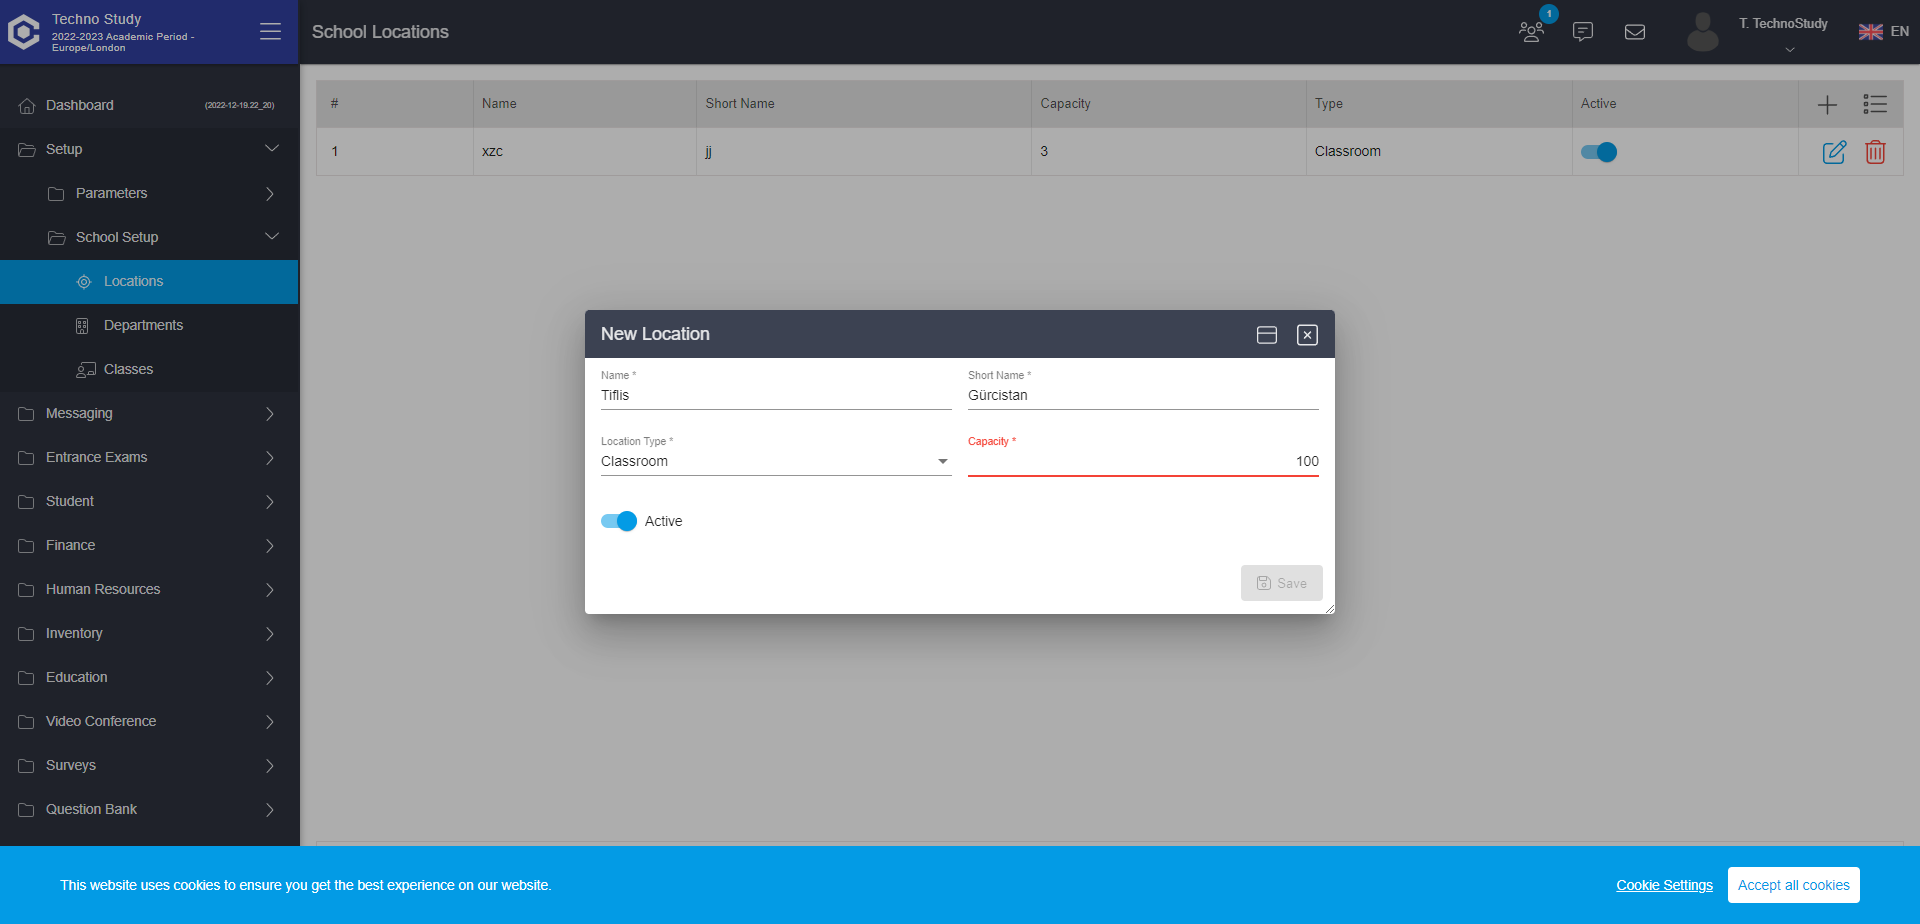 Techno Study
2022-2023 Academic Period -
Europe/London
School Locations
1
T. TechnoStudy
EN
Dashboard
(2022-12-19.22_20)
Setup
Parameters
School Setup
Locations
Departments
Classes
Messaging
Entrance Exams
Student
Finance
Human Resources
Inventory
Education
Video Conference
Surveys
Question Bank
# Name Short Name Capacity Type Active
1 xzc jj 3 Classroom
New Location
Name * Short Name *
Tiflis Gürcistan
Location Type * Capacity *
Classroom 100
Active
Save
This website uses cookies to ensure you get the best experience on our website.
Cookie Settings Accept all cookies